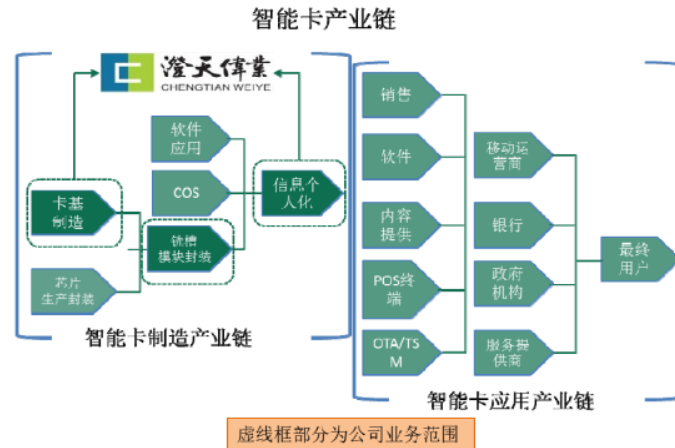 智能卡产业链
澄天偉業
CHENGTIAN WEIYE
软件
应用
COS
卡基
制造
信息个
人化
铣槽
模块封装
芯片
生产封装
智能卡制造产业链
销售
软件
内容
提供
POS终
端
OTA/TS
M
移动运
营商
银行
政府
机构
服务提
供商
最终
用户
智能卡应用产业链
虚线框部分为公司业务范围